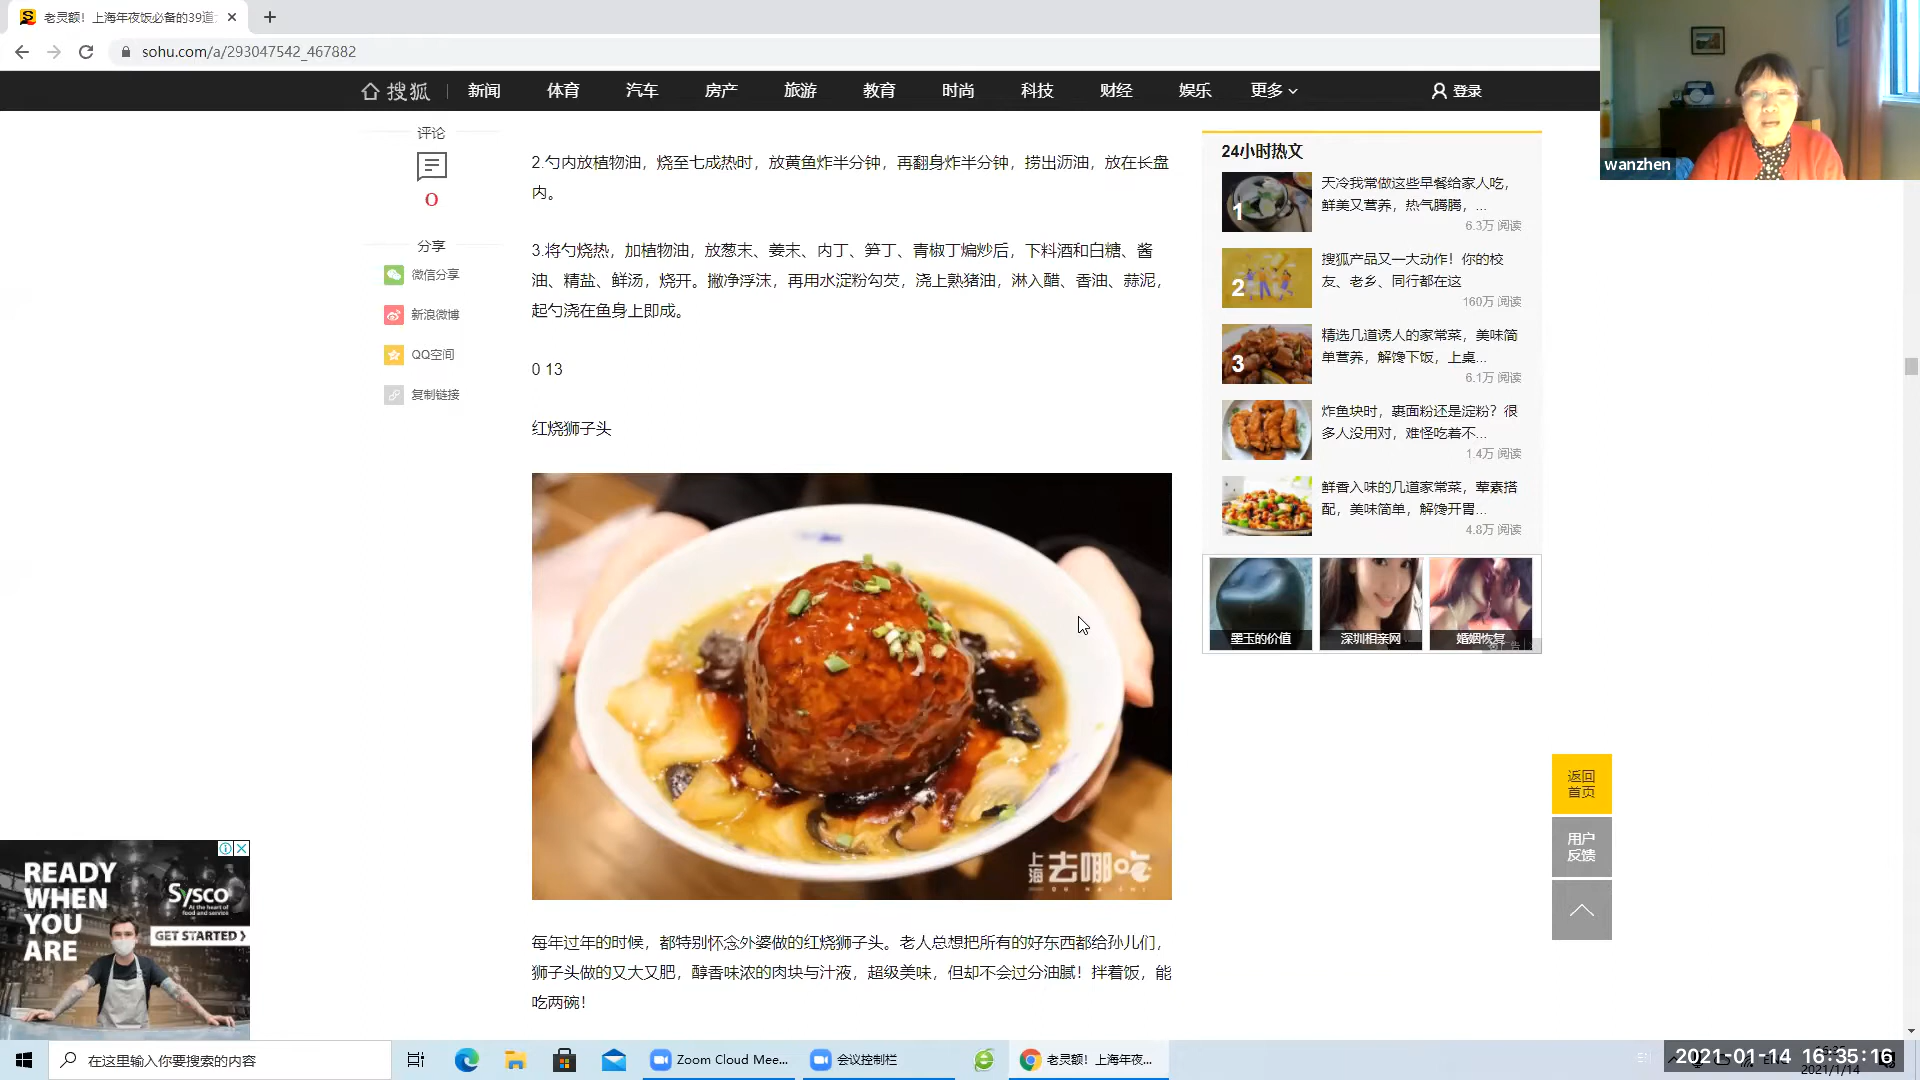 老灵额！上海年夜饭必备的39道
sohu.com/a/293047542_467882
搜狐
新闻
体育
汽车
房产
旅游
教育
时尚
科技
财经
娱乐
更多
登录
wanzhen
评论
0
分享
微信分享
新浪微博
QQ空间
复制链接
2.勺内放植物油，烧至七成热时，放黄鱼炸半分钟，再翻身炸半分钟，捞出沥油，放在长盘
内。
3.将勺烧热，加植物油，放葱末、姜末、内丁、笋丁、青椒丁煸炒后，下料酒和白糖、酱
油、精盐、鲜汤，烧开。撇净浮沫，再用水淀粉勾芡，浇上熟猪油，淋入醋、香油、蒜泥，
起勺浇在鱼身上即成。
0 13
红烧狮子头
上海
去哪吃
每年过年的时候，都特别怀念外婆做的红烧狮子头。老人总想把所有的好东西都给孙儿们，
狮子头做的又大又肥，醇香味浓的肉块与汁液，超级美味，但却不会过分油腻！拌着饭，能
吃两碗！
24小时热文
1
天冷我常做这些早餐给家人吃，
鲜美又营养，热气腾腾，...
6.3万 阅读
2
搜狐产品又一大动作！你的校
友、老乡、同行都在这
160万 阅读
3
精选几道诱人的家常菜，美味简
单营养，解馋下饭，上桌...
6.1万 阅读
炸鱼块时，裹面粉还是淀粉？很
多人没用对，难怪吃着不...
1.4万 阅读
鲜香入味的几道家常菜，荤素搭
配，美味简单，解馋开胃...
4.8万 阅读
墨玉的价值
深圳相亲网
婚姻恢复
返回
首页
用户
反馈
READY
WHEN
YOU
ARE
Sysco
At the heart of
food and service
GET STARTED
在这里输入你要搜索的内容
Zoom Cloud Mee...
会议控制栏
老灵额！上海年夜...
2021-01-14 16:35:16
2021/1/14